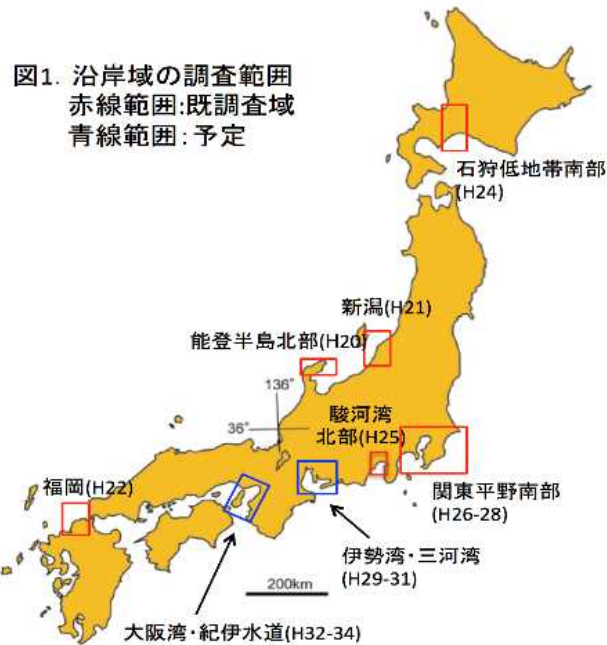 図1. 沿岸域の調査範囲
赤線範囲:既調査域
青線範囲:予定
石狩低地帯南部
(H24)
新潟(H21)
能登半島北部(H20)
136°
36°
駿河湾
北部(H25)
福岡(H22)
関東平野南部
(H26-28)
伊勢湾・三河湾
(H29-31)
200km
大阪湾・紀伊水道(H32-34)